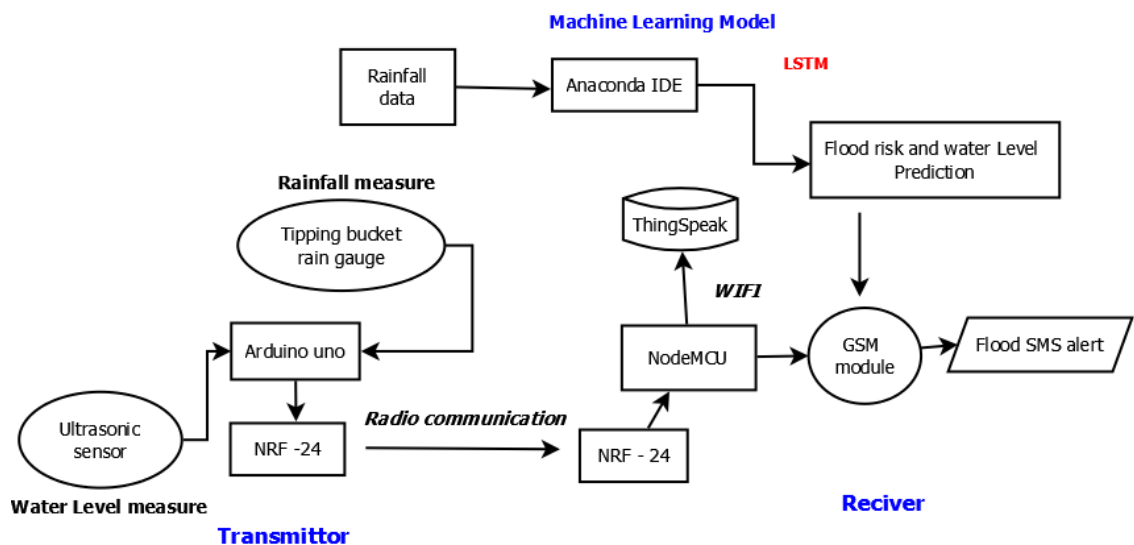 Machine Learning Model
LSTM
Rainfall
data
Anaconda IDE
Flood risk and water Level
Prediction
Rainfall measure
Tipping bucket
rain gauge
ThingSpeak
WIFI
Arduino uno
NodeMCU
GSM
module
Flood SMS alert
Ultrasonic
sensor
NRF -24
Radio communication
NRF - 24
Water Level measure
Transmittor
Reciver